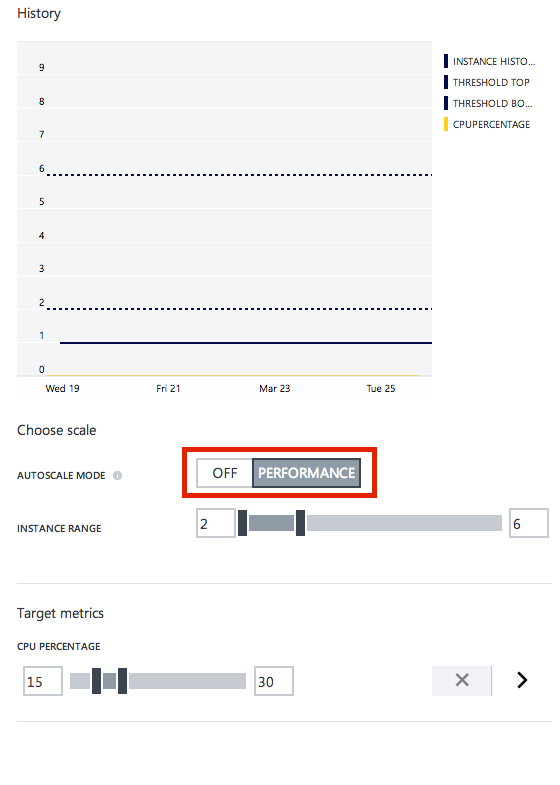 History
9
8
7
6
5
4
3
2
1
0
Wed 19 Fri 21 Mar 23 Tue 25
INSTANCE HISTO...
THRESHOLD TOP
THRESHOLD BO...
CPUPERCENTAGE
Choose scale
AUTOSCALE MODE OFF PERFORMANCE
INSTANCE RANGE 2 6
Target metrics
CPU PERCENTAGE
15 30